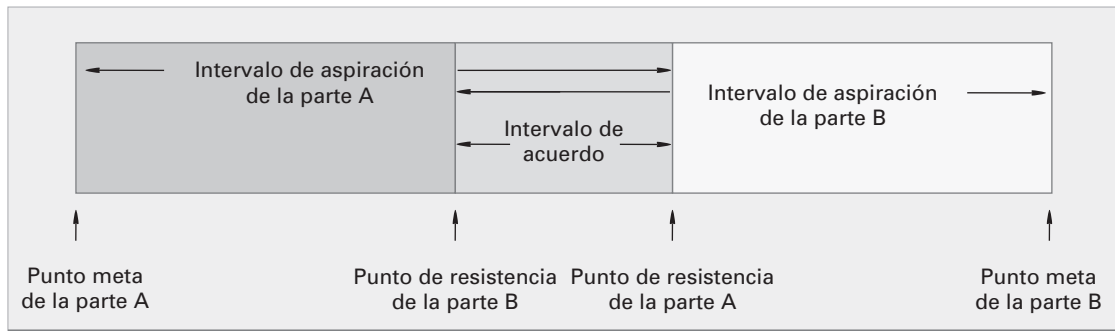 Intervalo de aspiración
de la parte A
Intervalo de
acuerdo
Intervalo de aspiración
de la parte B
Punto meta
de la parte A
Punto de resistencia
de la parte B
Punto de resistencia
de la parte A
Punto meta
de la parte B